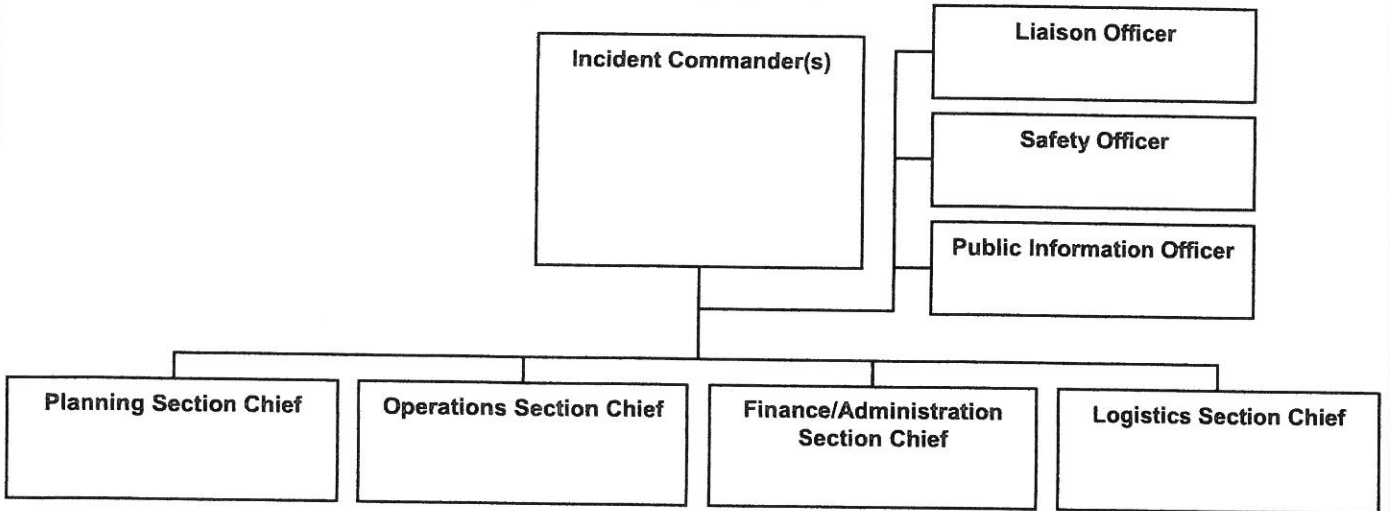 Incident Commander(s)
Liaison Officer
Safety Officer
Public Information Officer
Planning Section Chief
Operations Section Chief
Finance/Administration
Section Chief
Logistics Section Chief